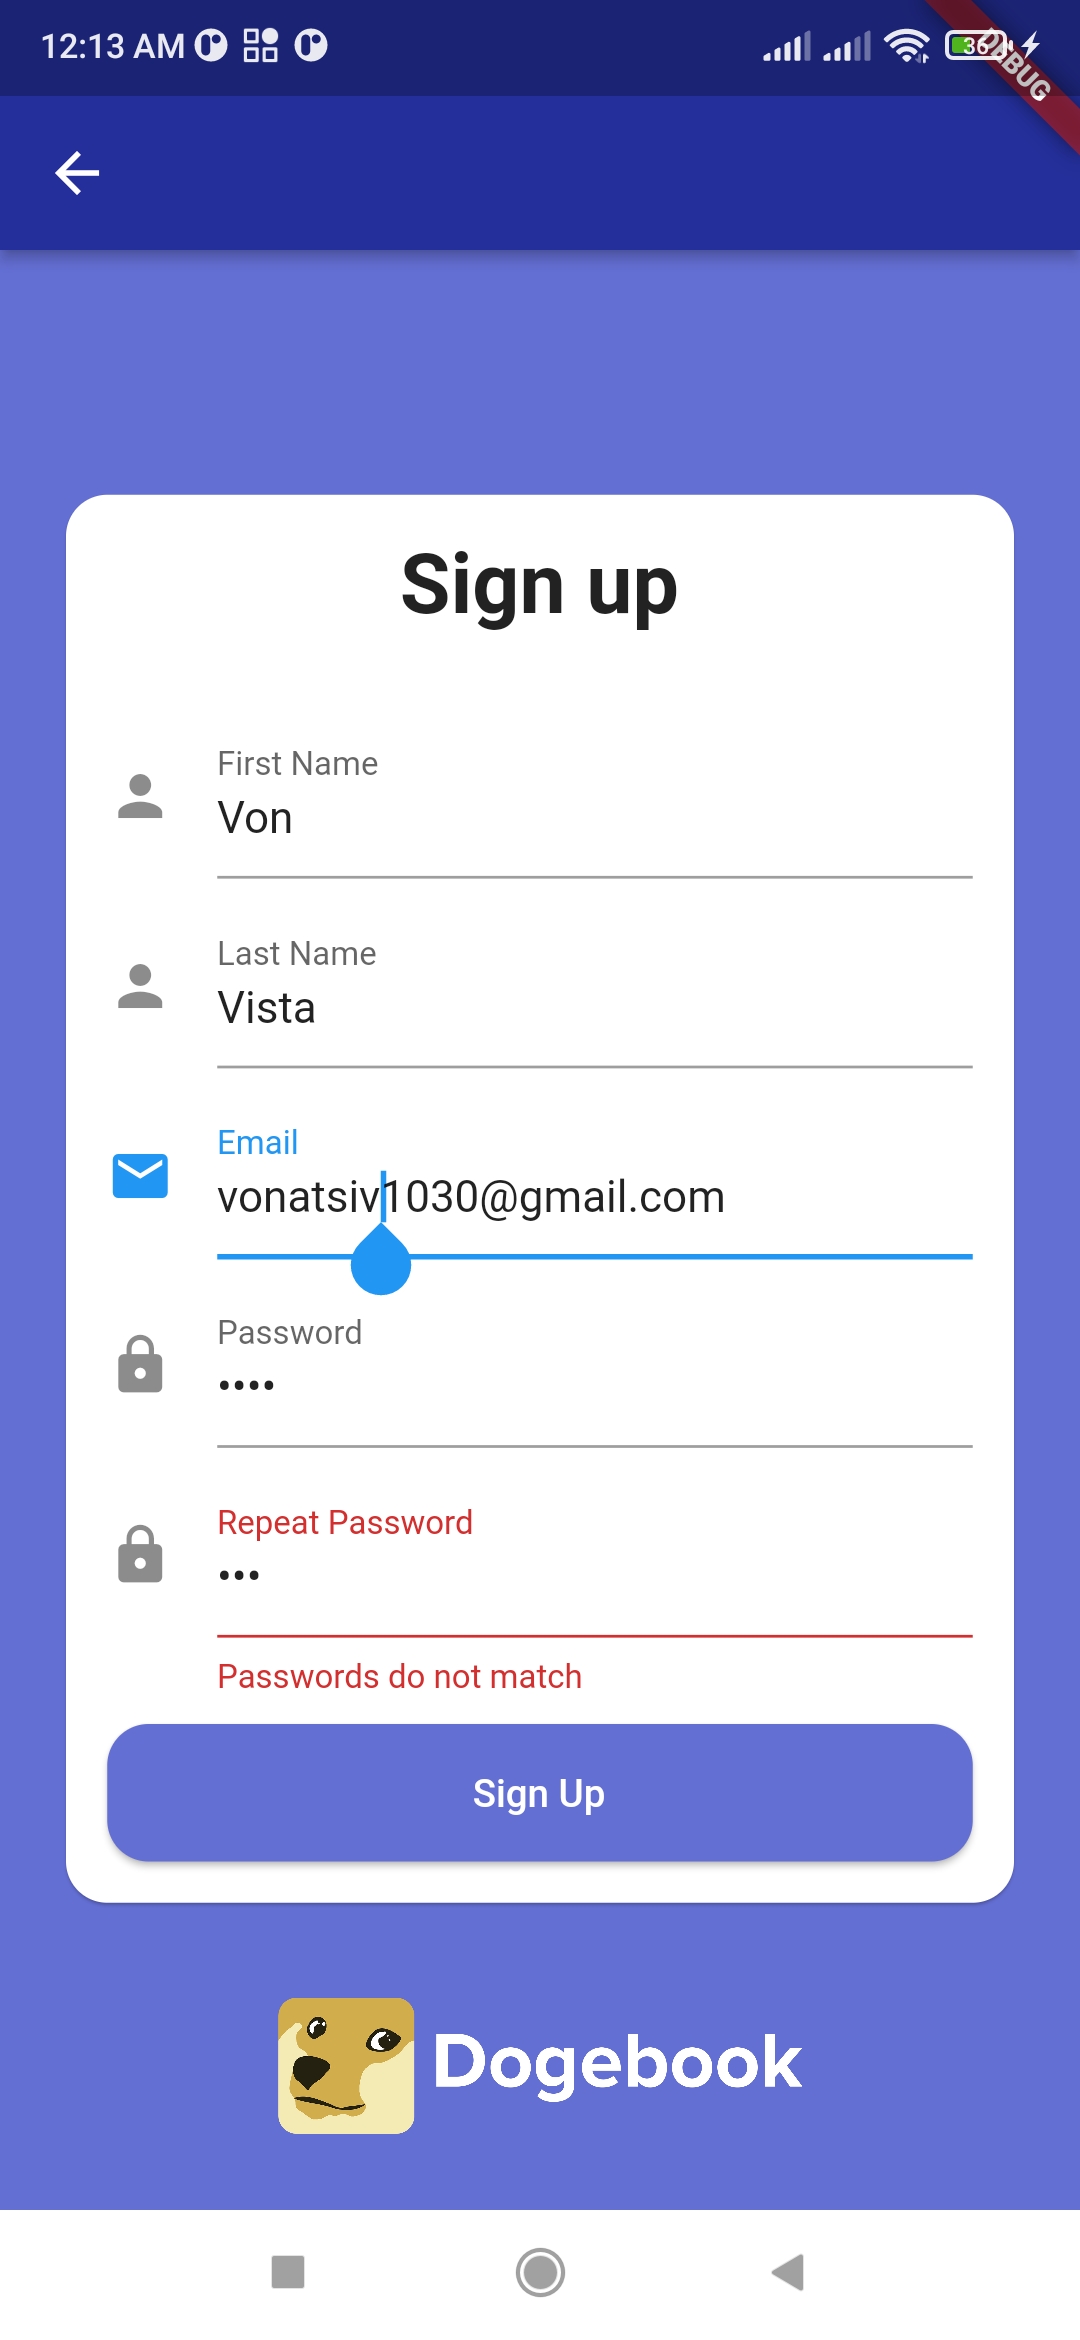 12:13 AM
36
DEBUG
Sign up
First Name
Von
Last Name
Vista
Email
vonatsiv1030@gmail.com
Password
••••
Repeat Password
•••
Passwords do not match
Sign Up
Dogebook